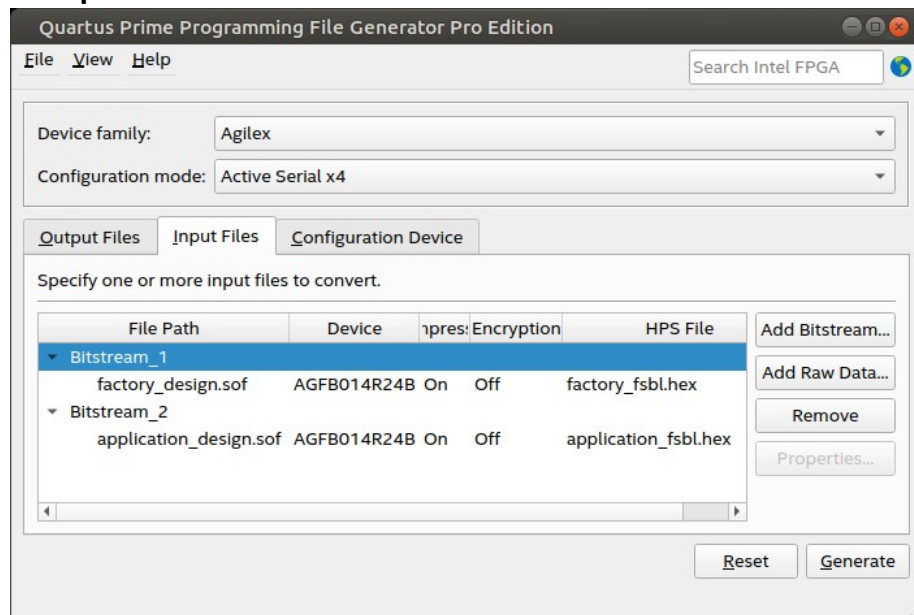 Quartus Prime Programming File Generator Pro Edition
File View Help Search Intel FPGA
Device family: Agilex
Configuration mode: Active Serial x4
Output Files Input Files Configuration Device
Specify one or more input files to convert.
File Path Device npres Encryption HPS File Add Bitstream...
Bitstream_1
factory_design.sof AGFB014R24B On Off factory_fsbl.hex Add Raw Data...
Bitstream_2 Remove
application_design.sof AGFB014R24B On Off application_fsbl.hex
Properties...
Reset Generate